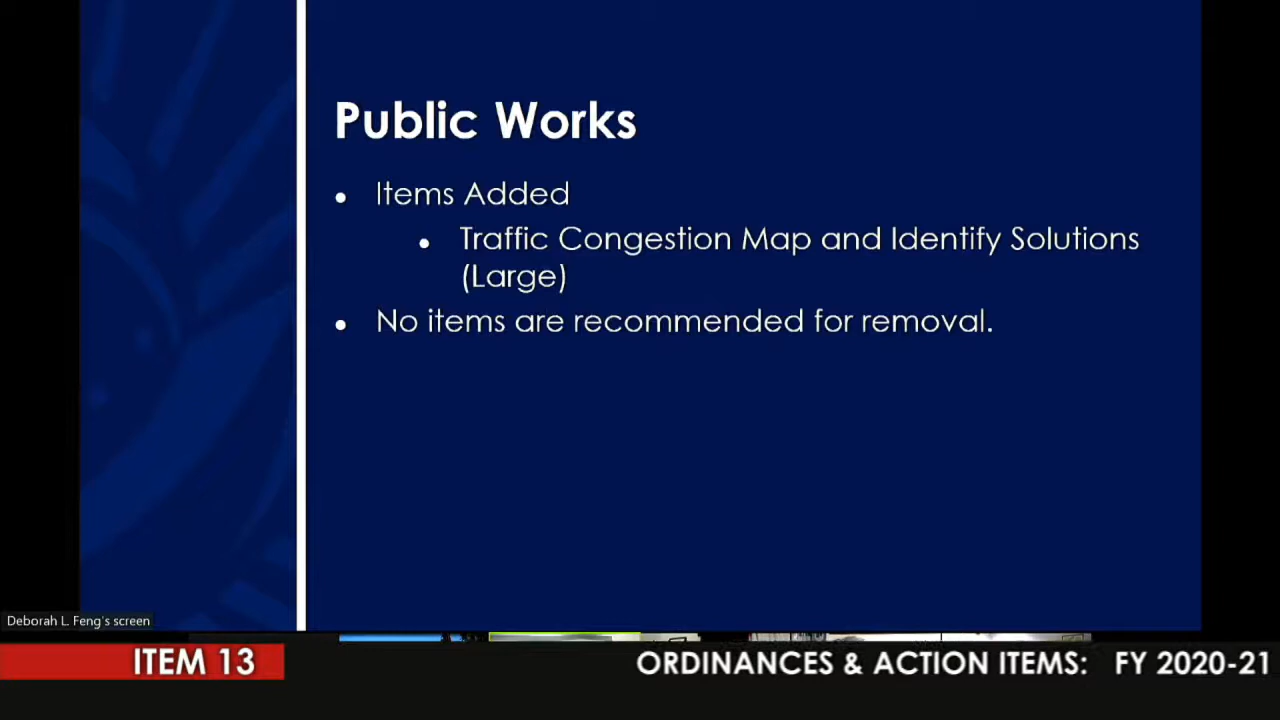 Public Works
• Items Added
• Traffic Congestion Map and Identify Solutions
(Large)
• No items are recommended for removal.
Deborah L. Feng's screen
ITEM 13
ORDINANCES & ACTION ITEMS: FY 2020-21